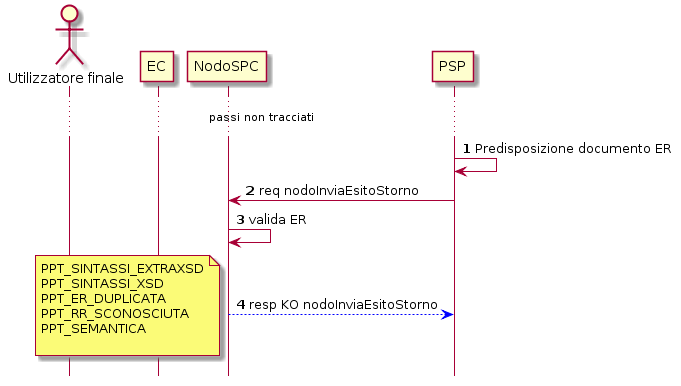 Utilizzatore finale
EC
NodoSPC
PSP
passi non tracciati
1 Predisposizione documento ER
2 req nodoInviaEsitoStorno
3 valida ER
PPT_SINTASSI_EXTRAXSD
PPT_SINTASSI_XSD
PPT_ER_DUPLICATA
PPT_RR_SCONOSCIUTA
PPT_SEMANTICA
4 resp KO nodoInviaEsitoStorno